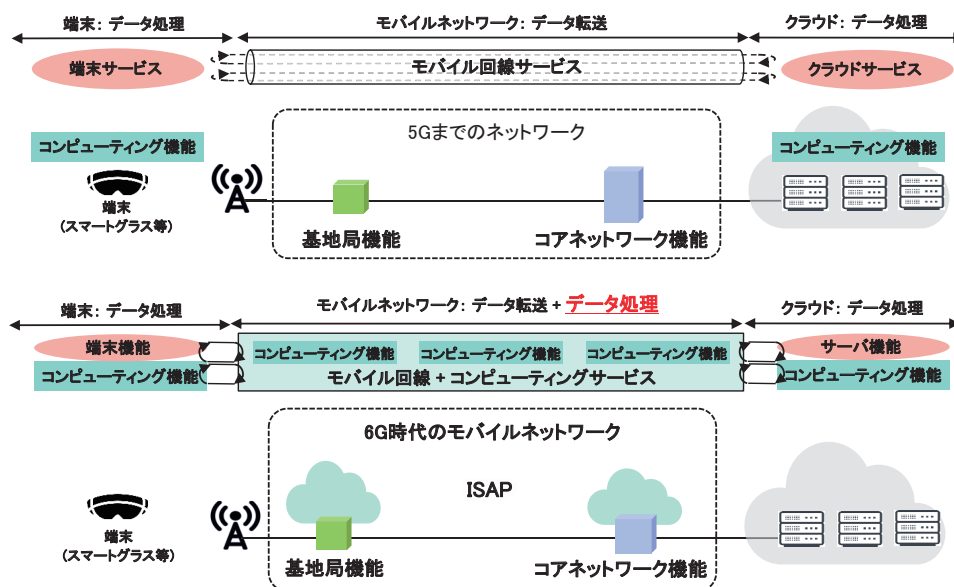 端末: データ処理
モバイルネットワーク: データ転送
クラウド: データ処理
端末サービス
モバイル回線サービス
クラウドサービス
5Gまでのネットワーク
コンピューティング機能
コンピューティング機能
端末
(スマートグラス等)
基地局機能
コアネットワーク機能
端末: データ処理
モバイルネットワーク: データ転送 + データ処理
クラウド: データ処理
端末機能
コンピューティング機能
コンピューティング機能
コンピューティング機能
コンピューティング機能
モバイル回線 + コンピューティングサービス
サーバ機能
コンピューティング機能
6G時代のモバイルネットワーク
ISAP
端末
(スマートグラス等)
基地局機能
コアネットワーク機能